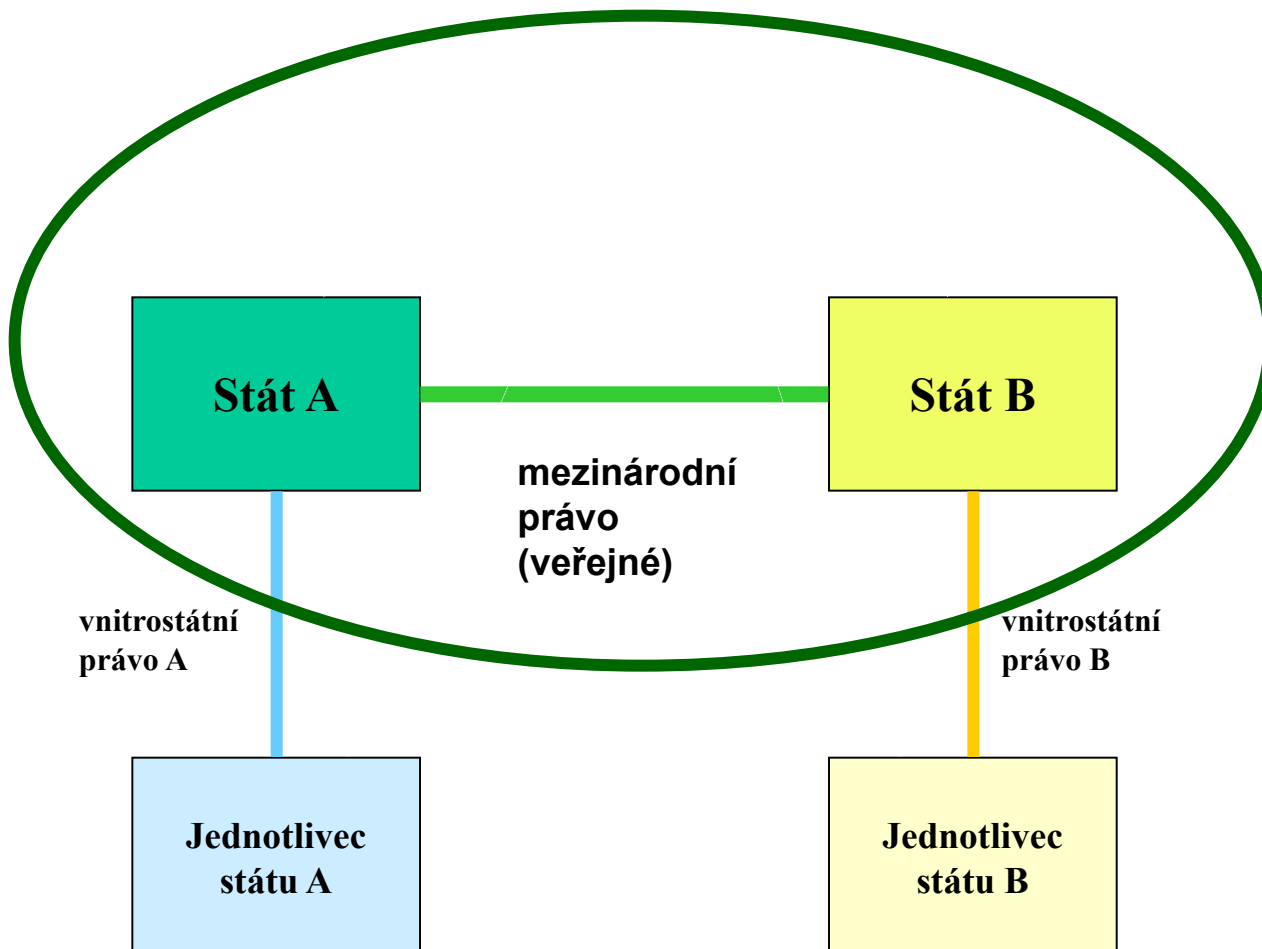 Stát A
Stát B
mezinárodní
právo
(veřejné)
vnitrostátní
právo A
vnitrostátní
právo B
Jednotlivec
státu A
Jednotlivec
státu B